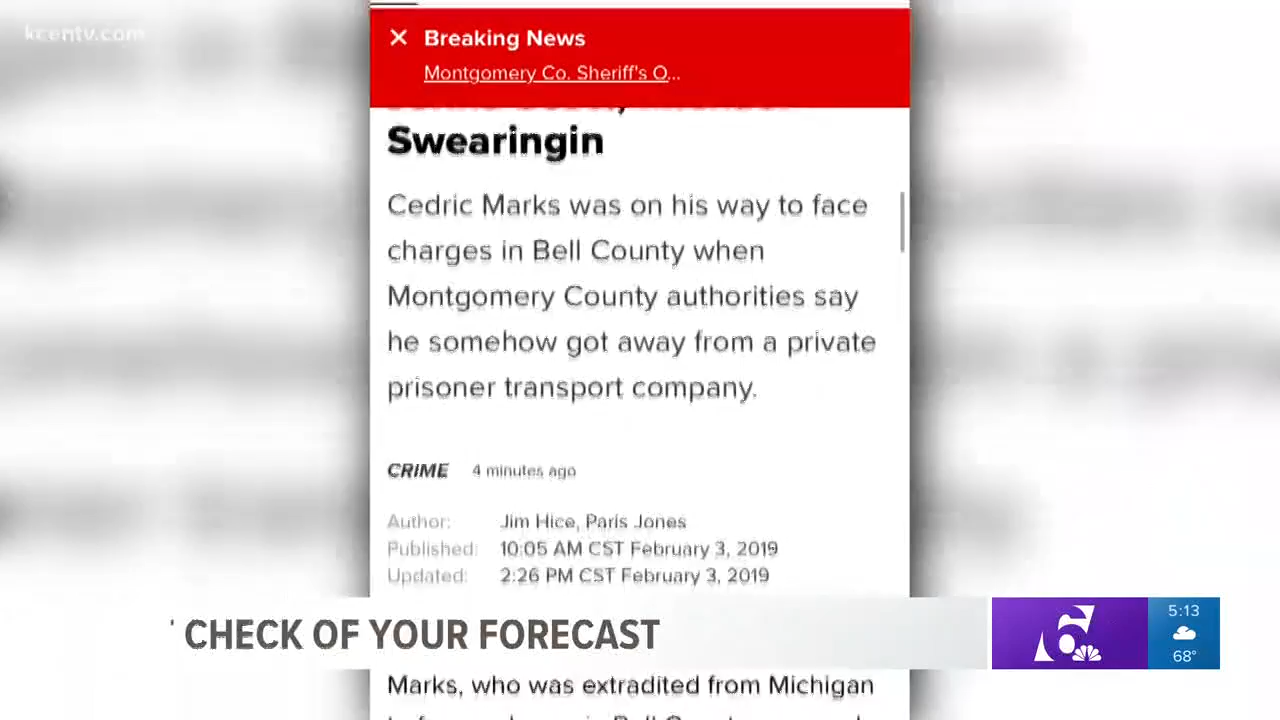 kcentv.com
Breaking News
Montgomery Co. Sheriff's O...
Swearingin
Cedric Marks was on his way to face
charges in Bell County when
Montgomery County authorities say
he somehow got away from a private
prisoner transport company.
CRIME 4 minutes ago
Author: Jim Hice, Paris Jones
Published: 10:05 AM CST February 3, 2019
Updated: 2:26 PM CST February 3, 2019
CHECK OF YOUR FORECAST
6
5:13
68°
Marks, who was extradited from Michigan